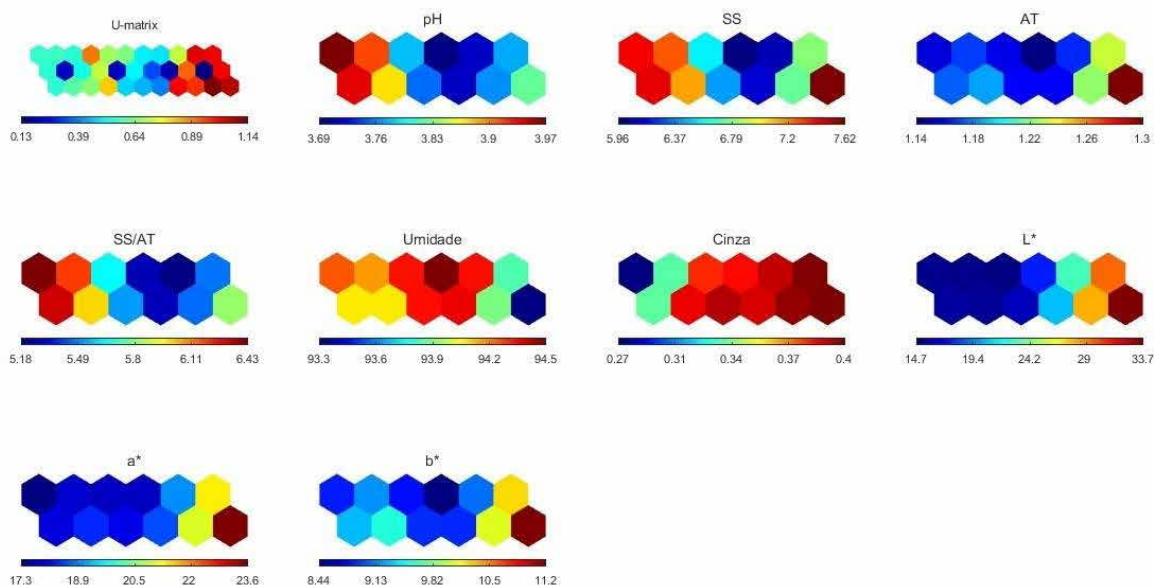 U-matrix
0.13 0.39 0.64 0.89 1.14
pH
3.69 3.76 3.83 3.9 3.97
SS
5.96 6.37 6.79 7.2 7.62
AT
1.14 1.18 1.22 1.26 1.3
SS/AT
5.18 5.49 5.8 6.11 6.43
Umidade
93.3 93.6 93.9 94.2 94.5
Cinza
0.27 0.31 0.34 0.37 0.4
L*
14.7 19.4 24.2 29 33.7
a*
17.3 18.9 20.5 22 23.6
b*
8.44 9.13 9.82 10.5 11.2